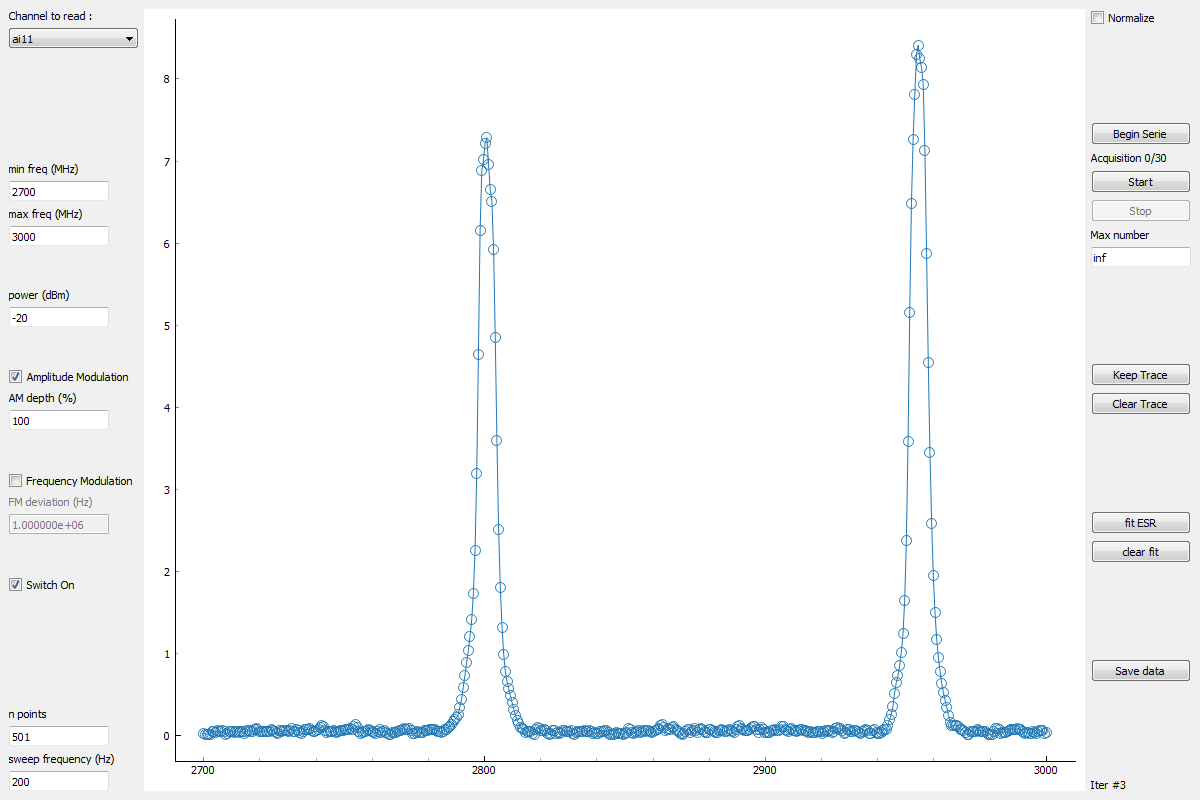 Channel to read :
ai11
min freq (MHz)
2700
max freq (MHz)
3000
power (dBm)
-20
Amplitude Modulation
AM depth (%)
100
Frequency Modulation
FM deviation (Hz)
1.000000e+06
Switch On
n points
501
sweep frequency (Hz)
200
8
7
6
5
4
3
2
1
0
2700
2800
2900
3000
Normalize
Begin Serie
Acquisition 0/30
Start
Stop
Max number
inf
Keep Trace
Clear Trace
fit ESR
clear fit
Save data
Iter #3